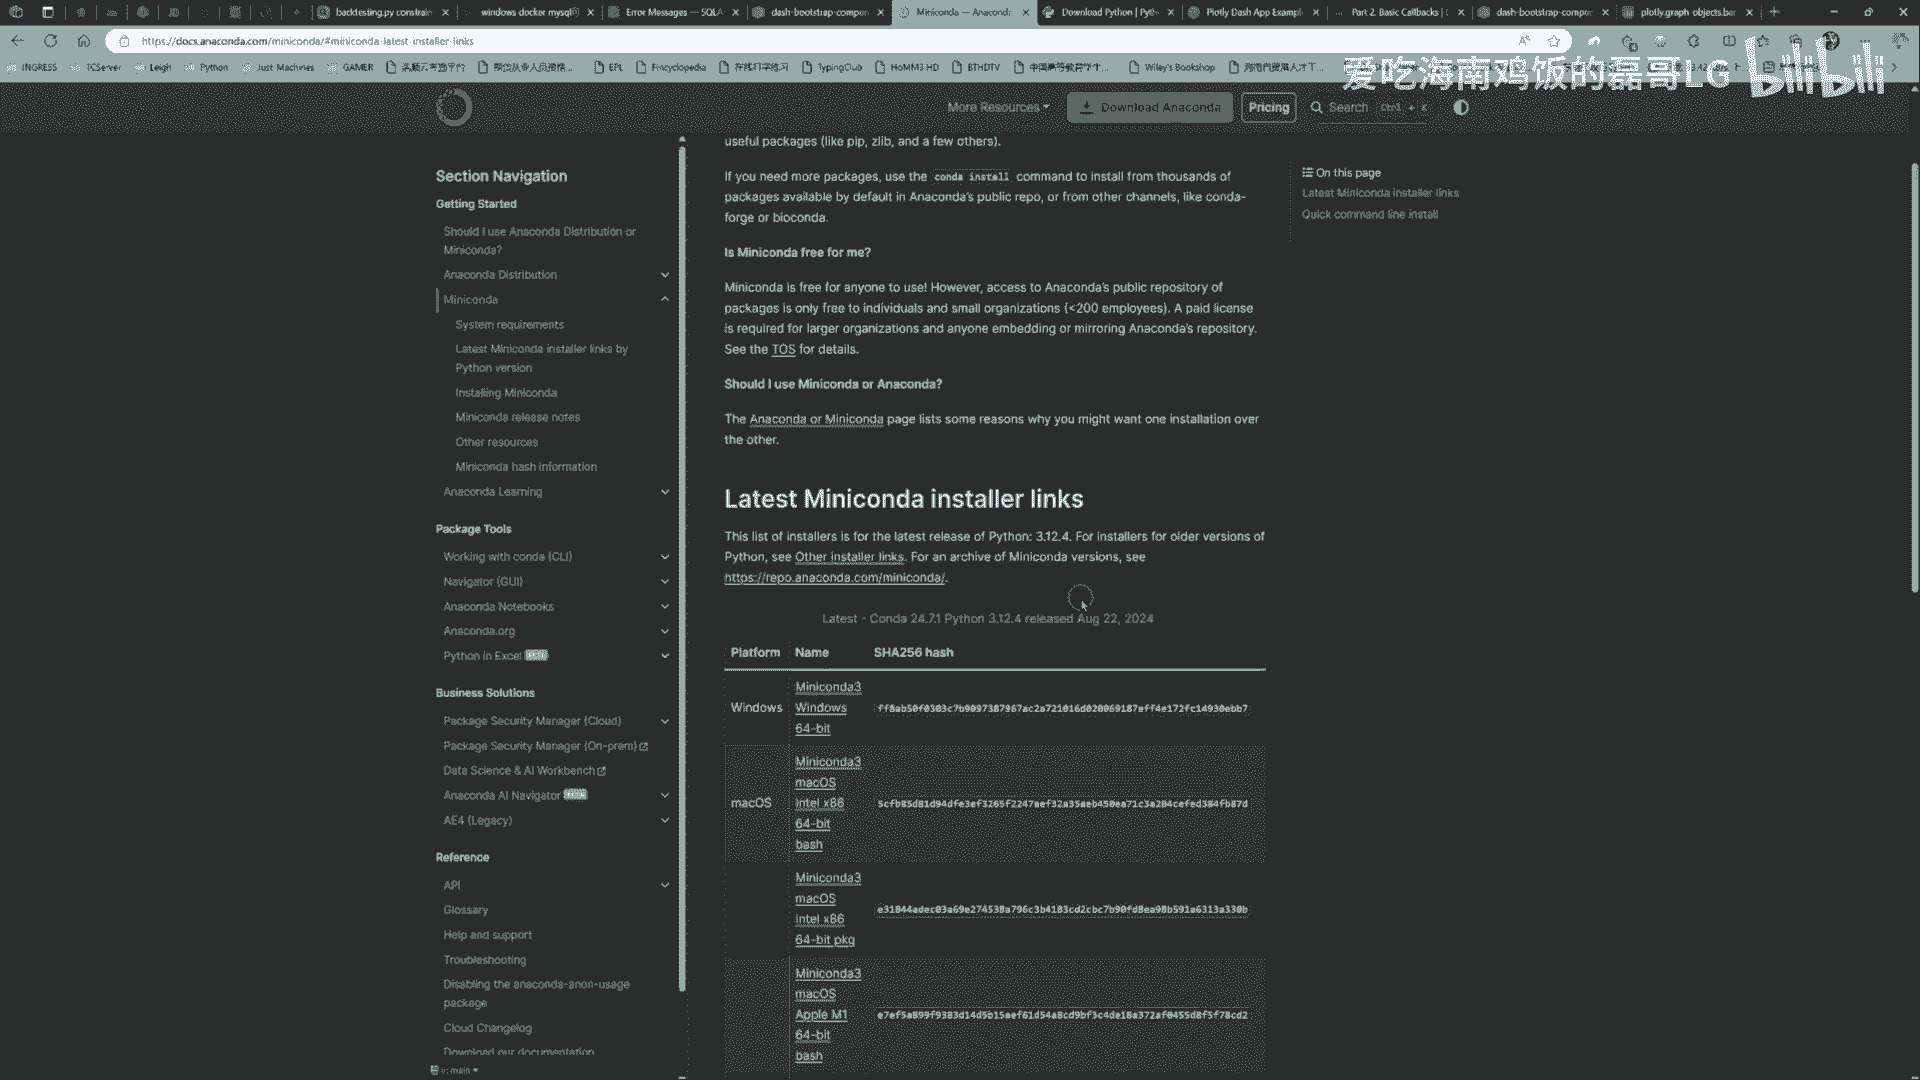 backtesting.py constrain
windows docker mysql
Error Messages — SQLA
dash-bootstrap-compon
Miniconda — Anaconda
Download Python | Pyth
Plotly Dash App Exampl
Part 2. Basic Callbacks | (
dash-bootstrap-compor
plotly.graph_objects.bar
https://docs.anaconda.com/miniconda/#miniconda-latest-installer-links
INGRESS
TCServer
Leigh
Python
Just Machines
GAMER
EPL
Fincyclopedia
在线打字练习
TypingClub
HoMM3 HD
BTHDTV
Wiley's Bookshop
爱吃海南鸡饭的磊哥LG bilibili
More Resources
Download Anaconda
Pricing
Search Ctrl + K
Section Navigation
Getting Started
Should I use Anaconda Distribution or
Miniconda?
Anaconda Distribution
Miniconda
System requirements
Latest Miniconda installer links by
Python version
Installing Miniconda
Miniconda release notes
Other resources
Miniconda hash information
Anaconda Learning
Package Tools
Working with conda (CLI)
Navigator (GUI)
Anaconda Notebooks
Anaconda.org
Python in Excel
Business Solutions
Package Security Manager (Cloud)
Package Security Manager (On-prem)
Data Science & AI Workbench
Anaconda AI Navigator
AE4 (Legacy)
Reference
API
Glossary
Help and support
Troubleshooting
Disabling the anaconda-anon-usage
package
Cloud Changelog
Download our documentation
v: main
useful packages (like pip, zlib, and a few others).
If you need more packages, use the conda install command to install from thousands of
packages available by default in Anaconda's public repo, or from other channels, like conda-
forge or bioconda.
Is Miniconda free for me?
Miniconda is free for anyone to use! However, access to Anaconda's public repository of
packages is only free to individuals and small organizations (<200 employees). A paid license
is required for larger organizations and anyone embedding or mirroring Anaconda's repository.
See the TOS for details.
Should I use Miniconda or Anaconda?
The Anaconda or Miniconda page lists some reasons why you might want one installation over
the other.
Latest Miniconda installer links
This list of installers is for the latest release of Python: 3.12.4. For installers for older versions of
Python, see Other installer links. For an archive of Miniconda versions, see
https://repo.anaconda.com/miniconda/.
Latest - Conda 24.7.1 Python 3.12.4 released Aug 22, 2024
Platform Name SHA256 hash
Windows
Miniconda3
Windows
64-bit
macOS
Miniconda3
macOS
Intel x86
64-bit
bash
Miniconda3
macOS
Intel x86
64-bit pkg
Miniconda3
macOS
Apple M1
64-bit
bash
On this page
Latest Miniconda installer links
Quick command line install